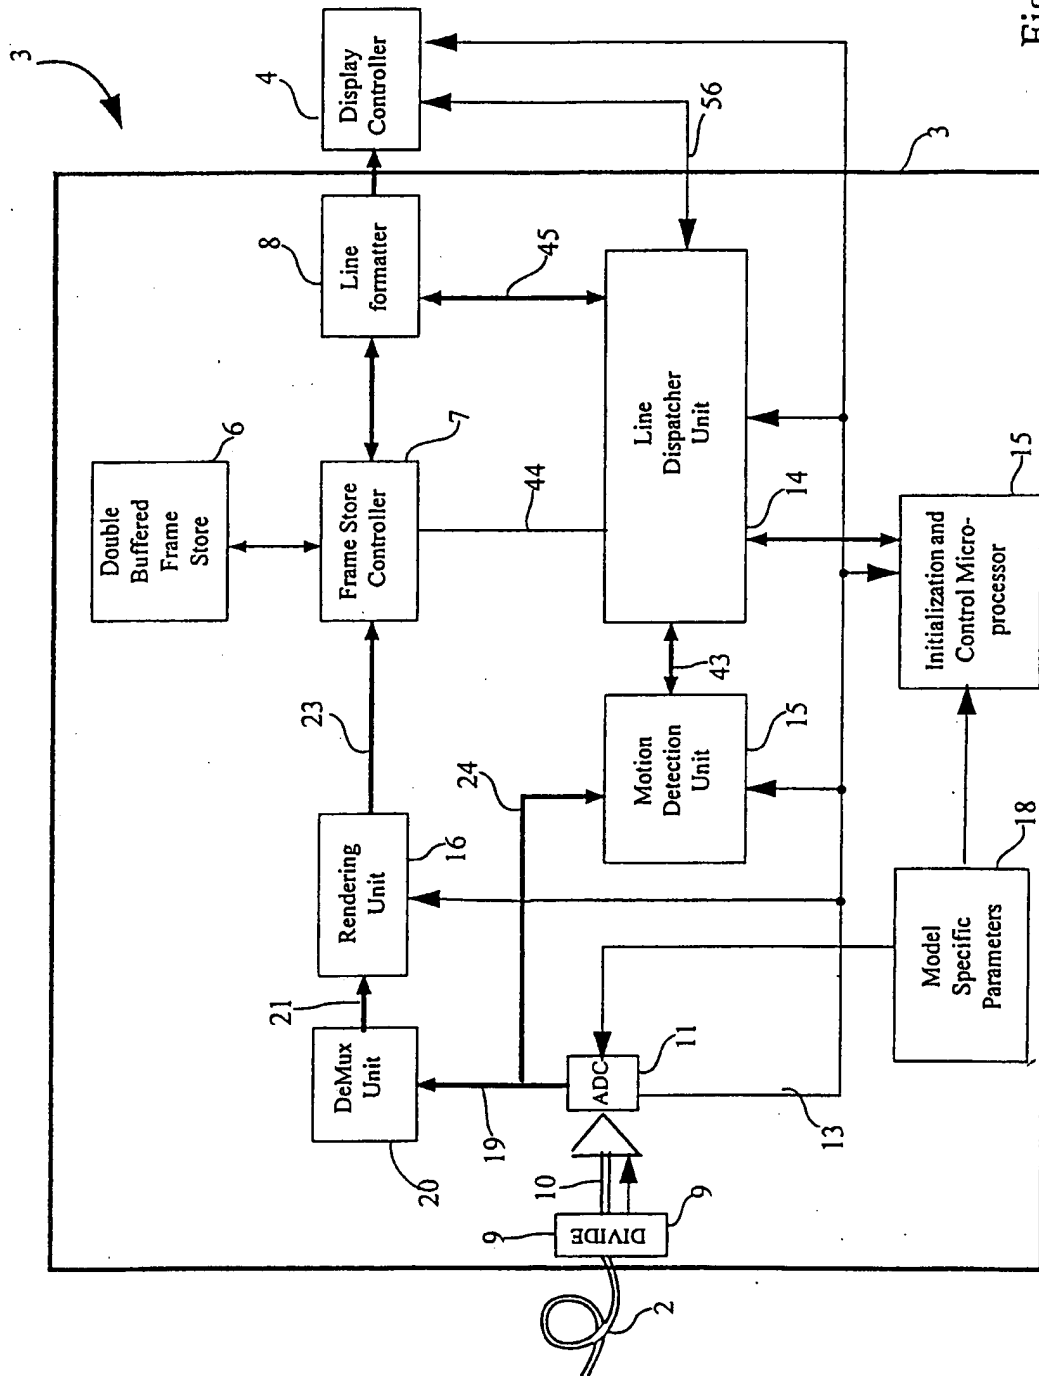 3
Double
Buffered
Frame
Store
6
20
DeMux
Unit
21
Rendering
Unit
16
23
Frame Store
Controller
7
8
Line
formatter
4
Display
Controller
19
24
44
45
9
DIVIDE
9
10
ADC
11
2
Motion
Detection
Unit
15
43
Line
Dispatcher
Unit
14
56
13
3
Model
Specific
Parameters
18
Initialization and
Control Micro-
processor
15